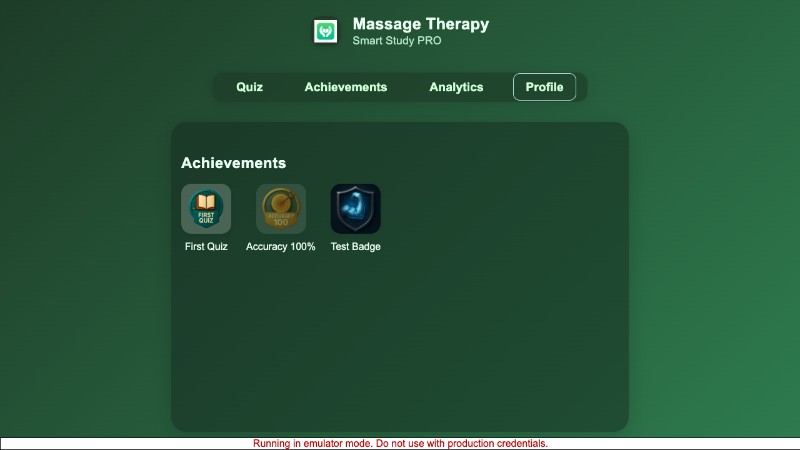 Massage Therapy
Smart Study PRO
Quiz
Achievements
Analytics
Profile
Achievements
FIRST
QUIZ
ACCURACY
100
First Quiz
Accuracy 100%
Test Badge
Running in emulator mode. Do not use with production credentials.